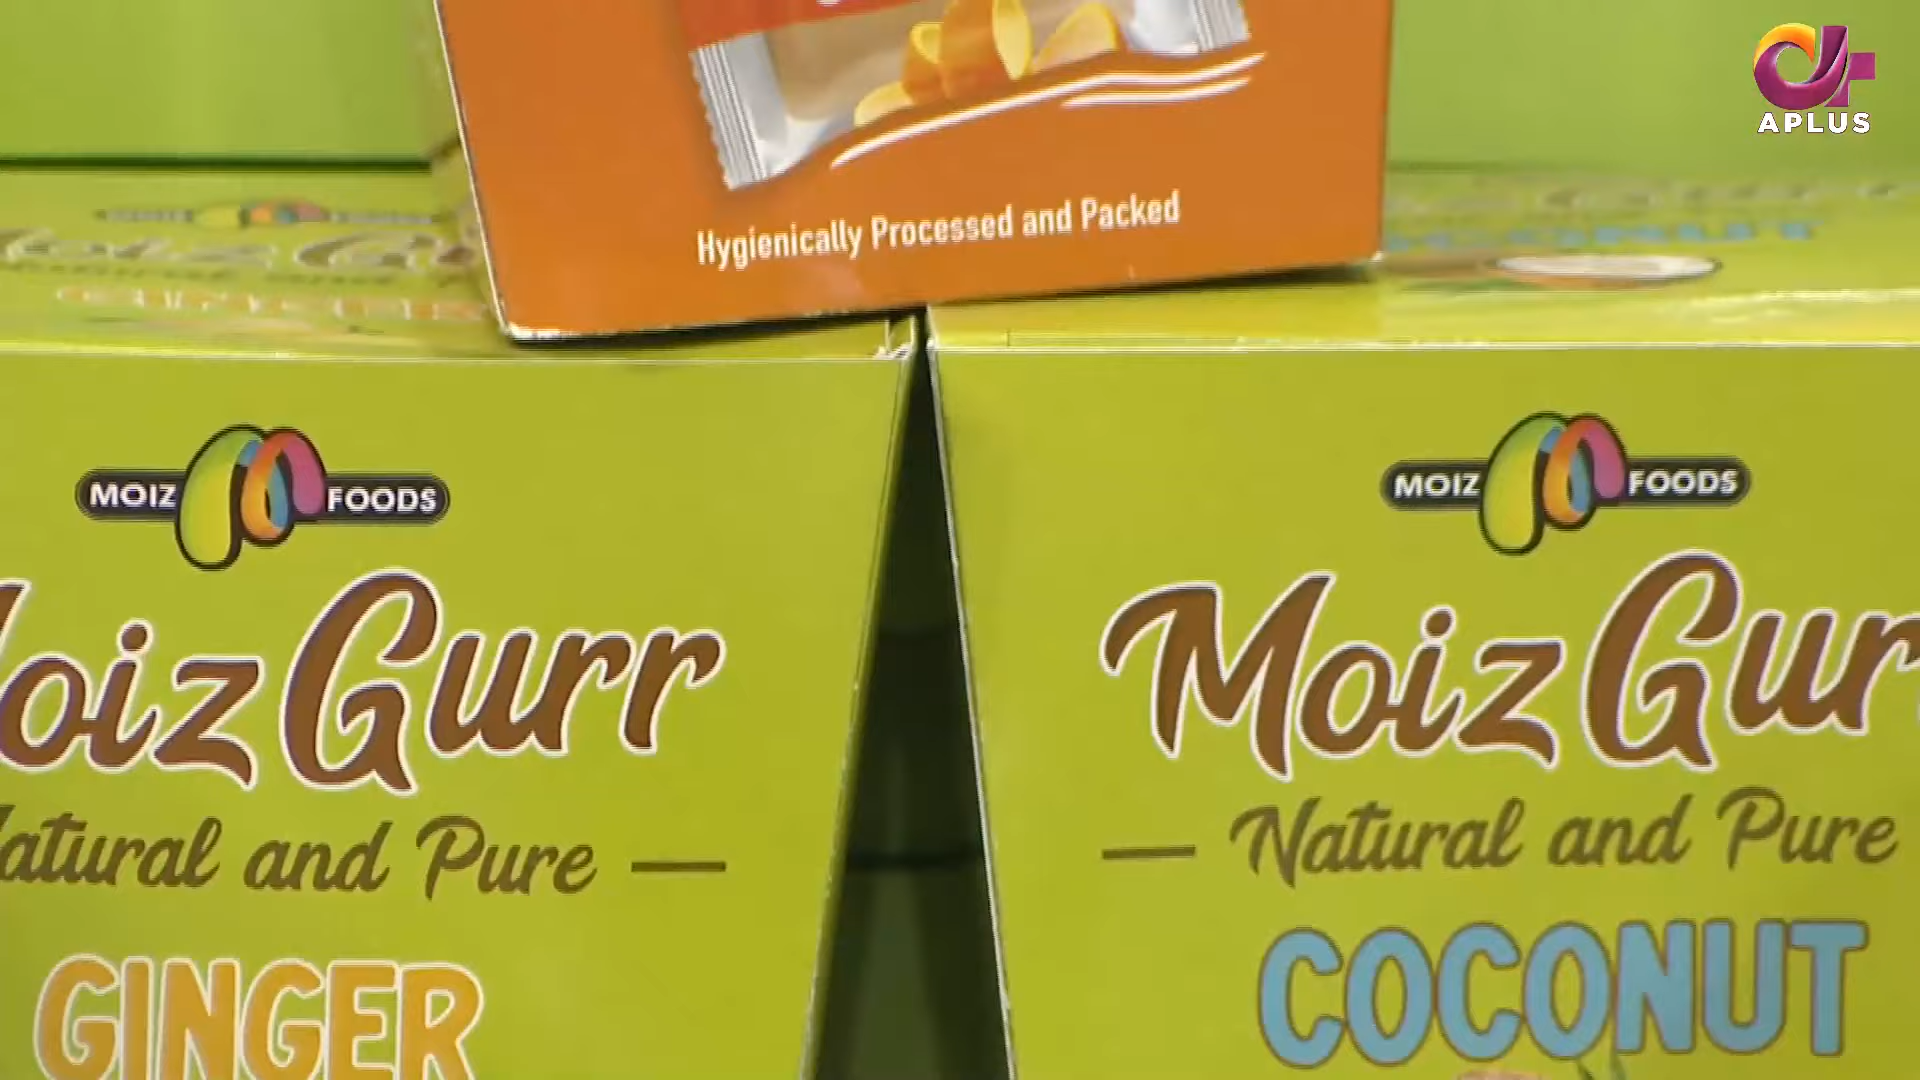 APLUS
Hygienically Processed and Packed
MOIZ FOODS
MOIZ FOODS
oiz Gurr
Moiz Gur
atural and Pure
Natural and Pure
GINGER
COCONUT